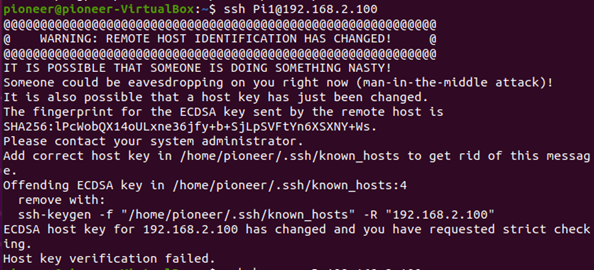 pioneer@pioneer-VirtualBox:~$ ssh Pi1@192.168.2.100
@@@@@@@@@@@@@@@@@@@@@@@@@@@@@@@@@@@@@@@@@@@@@@@@@@@@@@@@@@@
@    WARNING: REMOTE HOST IDENTIFICATION HAS CHANGED!     @
@@@@@@@@@@@@@@@@@@@@@@@@@@@@@@@@@@@@@@@@@@@@@@@@@@@@@@@@@@@
IT IS POSSIBLE THAT SOMEONE IS DOING SOMETHING NASTY!
Someone could be eavesdropping on you right now (man-in-the-middle attack)!
It is also possible that a host key has just been changed.
The fingerprint for the ECDSA key sent by the remote host is
SHA256:lPcWobQX14oULxne36jfy+b+SjLpSVFtYn6XSXNY+Ws.
Please contact your system administrator.
Add correct host key in /home/pioneer/.ssh/known_hosts to get rid of this messag
e.
Offending ECDSA key in /home/pioneer/.ssh/known_hosts:4
  remove with:
  ssh-keygen -f "/home/pioneer/.ssh/known_hosts" -R "192.168.2.100"
ECDSA host key for 192.168.2.100 has changed and you have requested strict check
ing.
Host key verification failed.